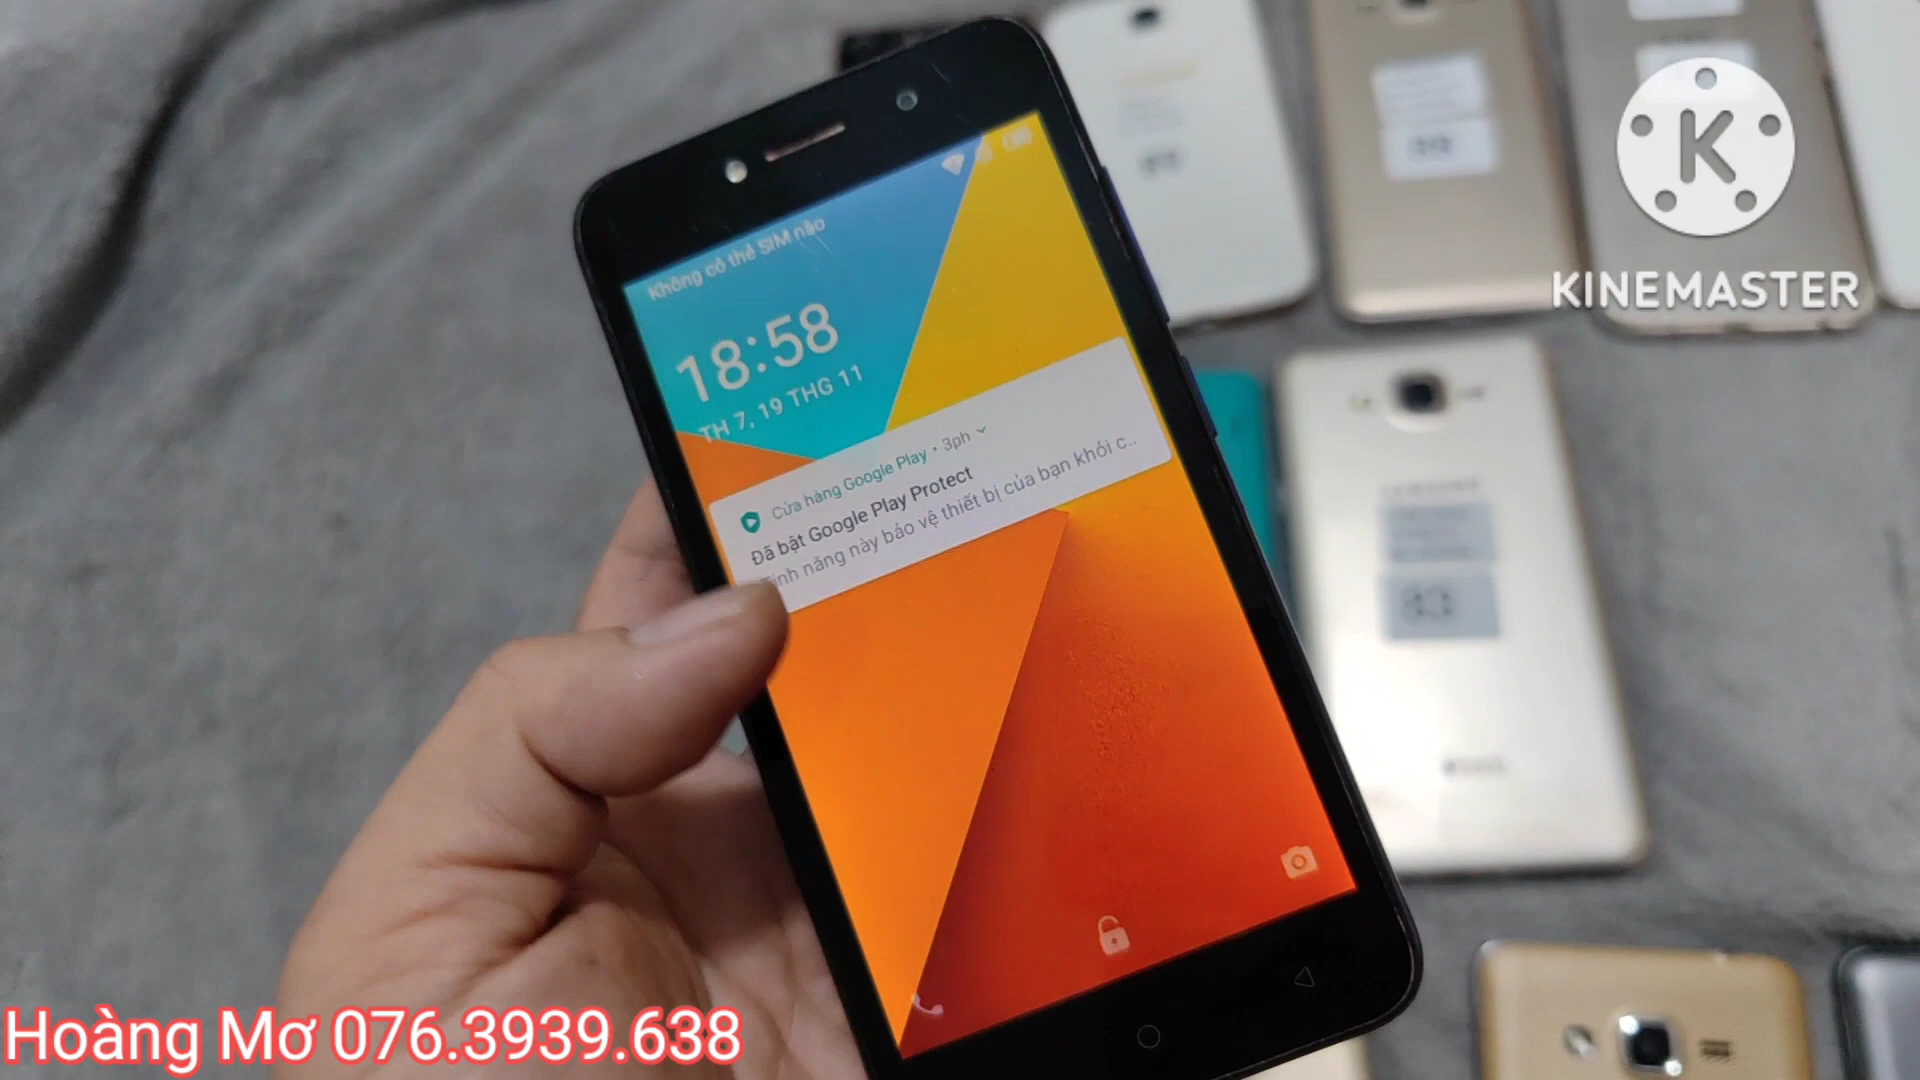 K
KINEMASTER
Không có thẻ SIM nào
18:58
TH 7, 19 THG 11
Cửa hàng Google Play • 3ph
Đã bật Google Play Protect
Tính năng này bảo vệ thiết bị của bạn khỏi c..
83
Hoàng Mơ 076.3939.638